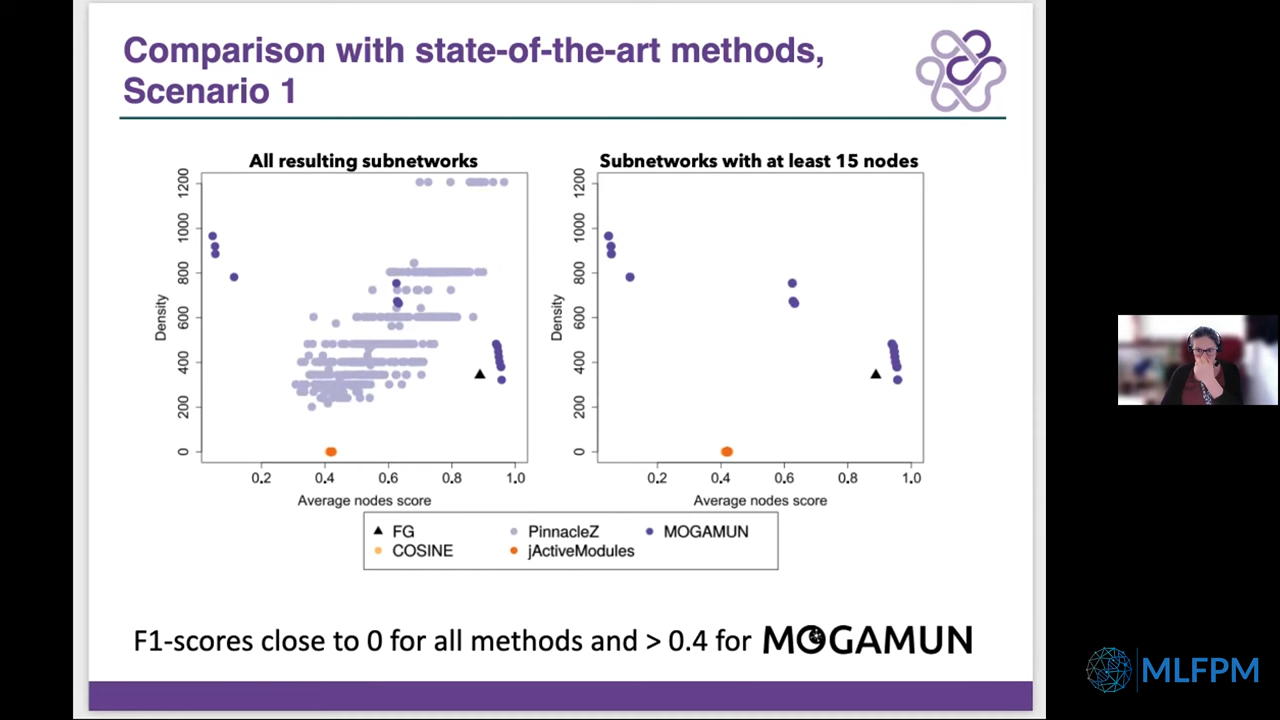 Comparison with state-of-the-art methods,
Scenario 1
All resulting subnetworks
Subnetworks with at least 15 nodes
Density
1200
1000
800
600
400
200
0
0.2 0.4 0.6 0.8 1.0
Average nodes score
Density
1200
1000
800
600
400
200
0
0.2 0.4 0.6 0.8 1.0
Average nodes score
FG PinnacleZ MOGAMUN
COSINE jActiveModules
F1-scores close to 0 for all methods and > 0.4 for MOGAMUN
MLFPM